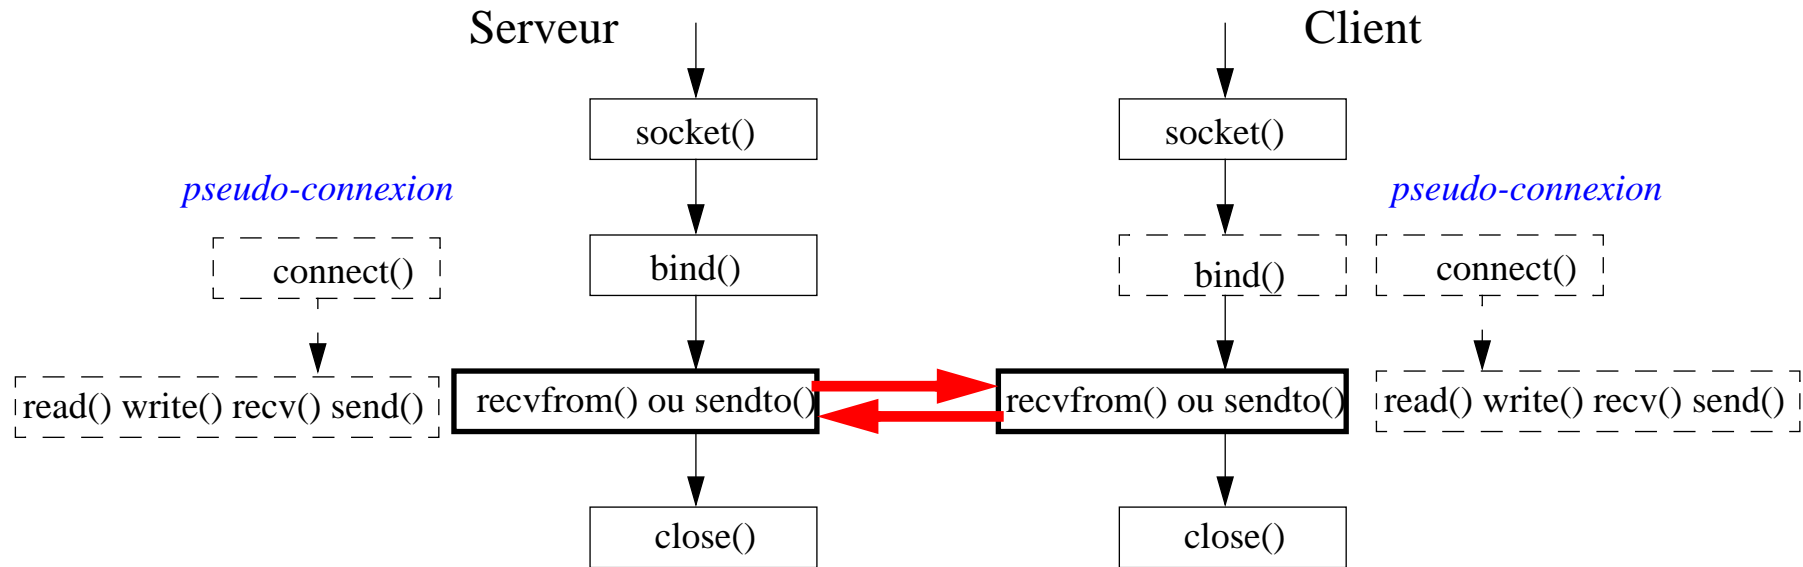 Serveur
Client
socket()
socket()
pseudo-connexion
pseudo-connexion
connect()
bind()
bind()
connect()
read() write() recv() send()
recvfrom() ou sendto()
recvfrom() ou sendto()
read() write() recv() send()
close()
close()